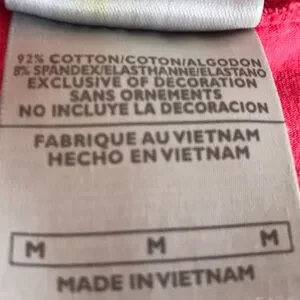 92% COTTON/COTON/ALGODON
8% SPANDEX/ELASTHANNE/ELASTANO
EXCLUSIVE OF DECORATION
SANS ORNEMENTS
NO INCLUYE LA DECORACION
FABRIQUE AU VIETNAM
HECHO EN VIETNAM
M M M
MADE IN VIETNAM